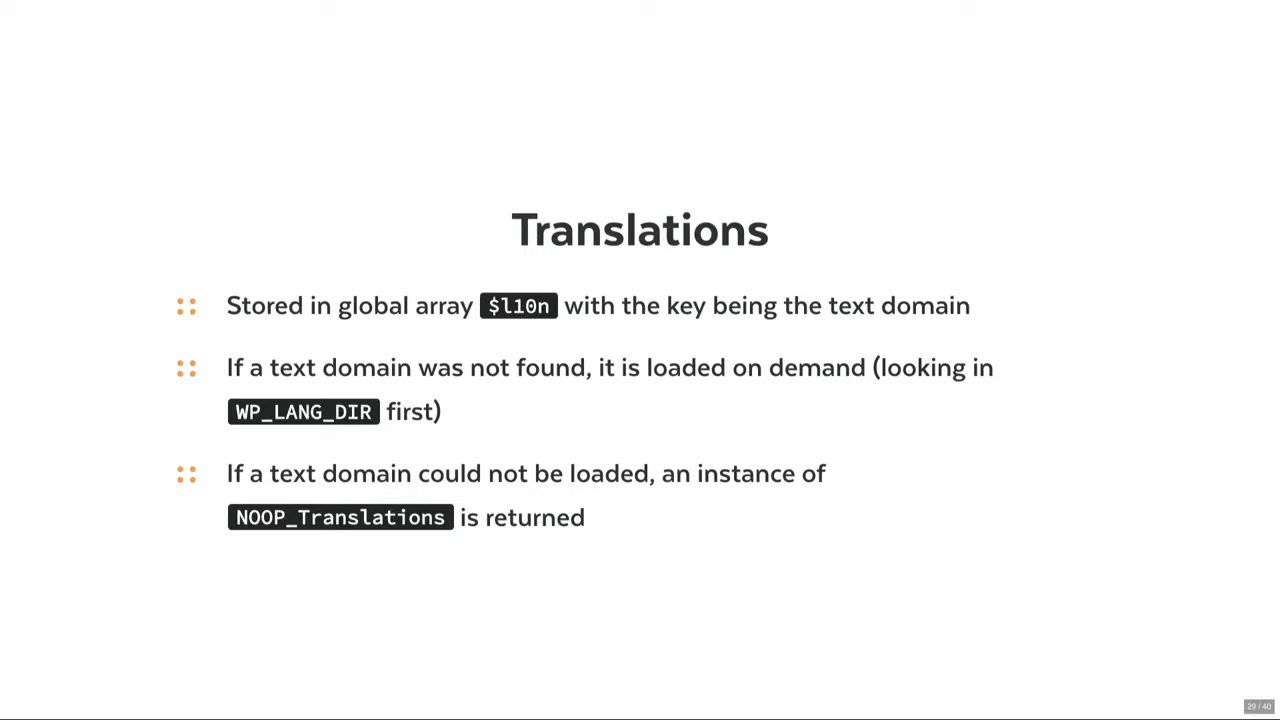 Translations
Stored in global array $l10n with the key being the text domain
If a text domain was not found, it is loaded on demand (looking in
WP_LANG_DIR first)
If a text domain could not be loaded, an instance of
NOOP_Translations is returned
29 / 40